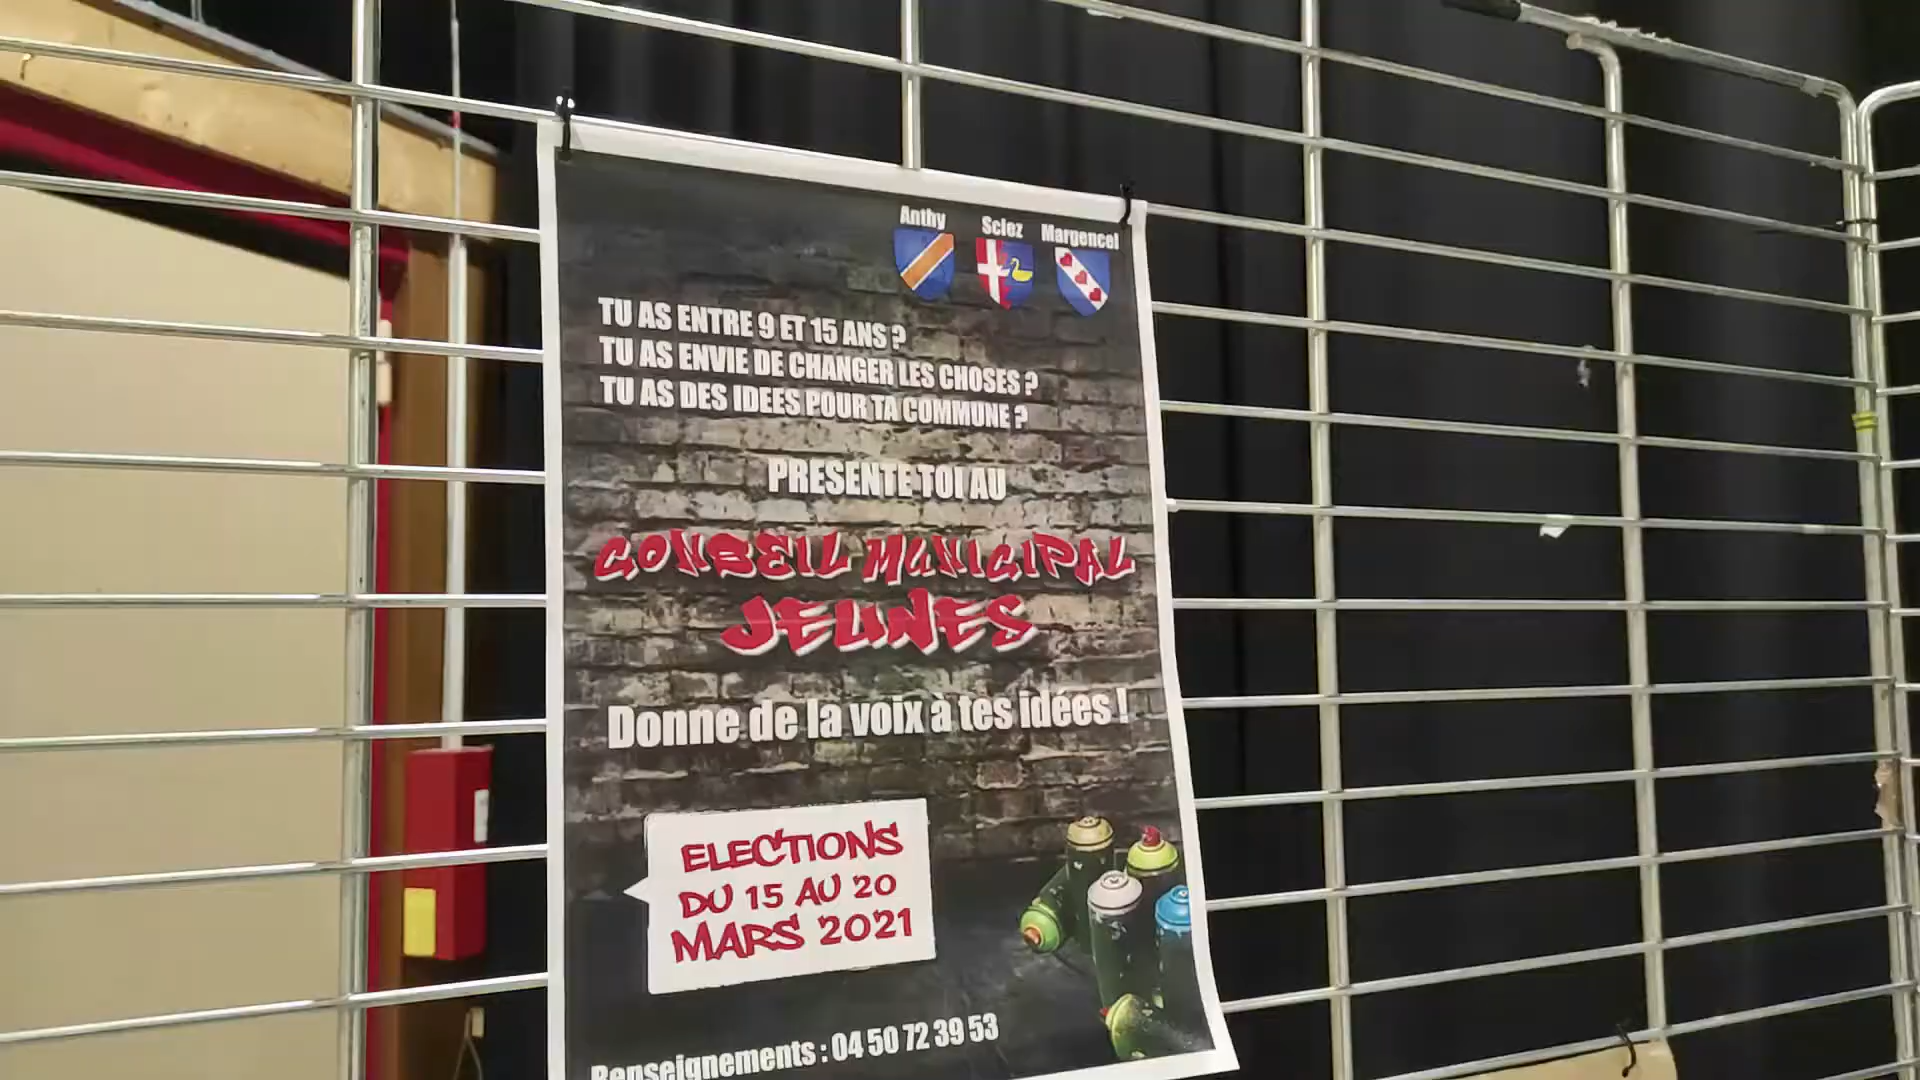 Anthy Sciez Margencel
TU AS ENTRE 9 ET 15 ANS ?
TU AS ENVIE DE CHANGER LES CHOSES ?
TU AS DES IDEES POUR TA COMMUNE ?
PRESENTE TOI AU
CONSEIL MUNICIPAL
JEUNES
Donne de la voix à tes idées !
ELECTIONS
DU 15 AU 20
MARS 2021
Renseignements : 04 50 72 39 53